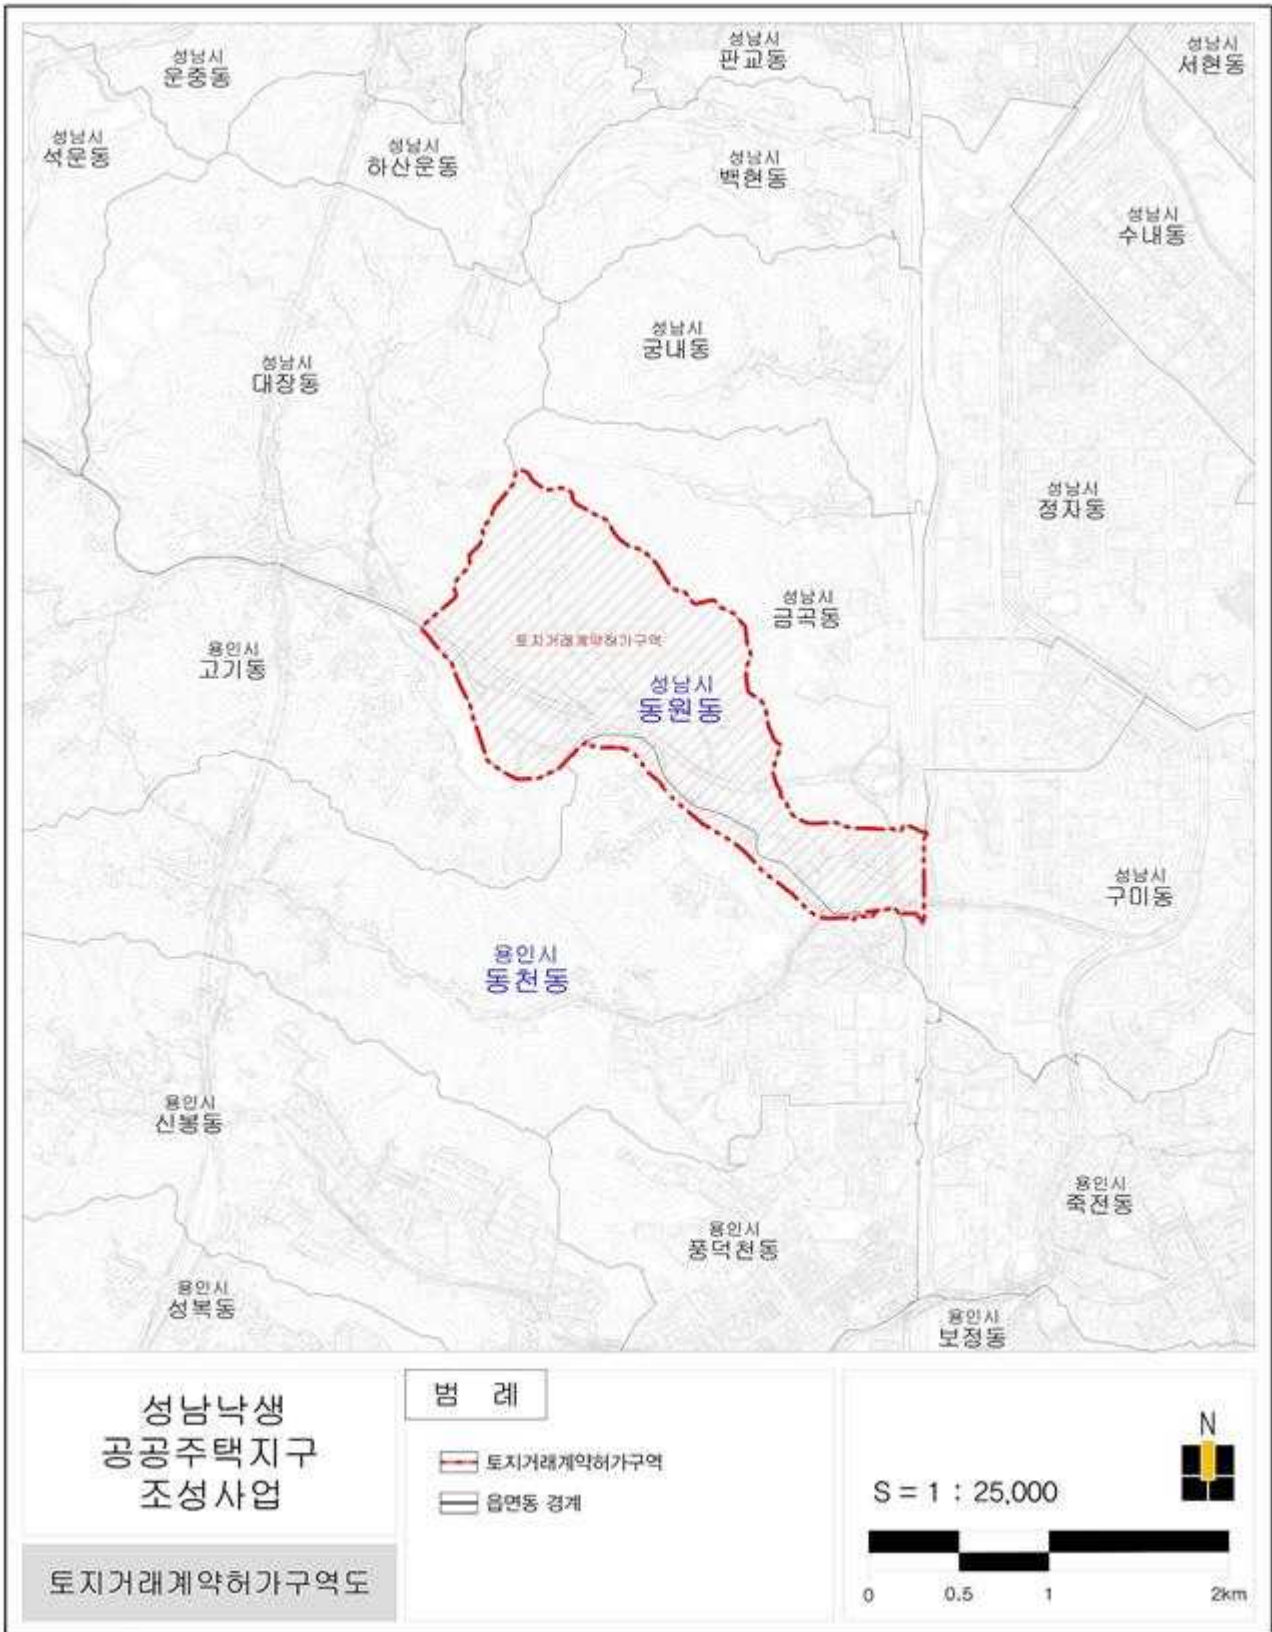 성남시
운중동
성남시
판교동
성남시
서현동
성남시
석운동
성남시
하산운동
성남시
백현동
성남시
수내동
성남시
궁내동
성남시
대장동
성남시
정자동
성남시
금곡동
토지거래계약허가구역
용인시
고기동
성남시
동원동
성남시
구미동
용인시
동천동
용인시
신봉동
용인시
죽전동
용인시
풍덕천동
용인시
성복동
용인시
보정동
성남낙생
공공주택지구
조성사업
토지거래계약허가구역도
범 례
토지거래계약허가구역
읍면동 경계
N
S = 1 : 25,000
0 0.5 1 2km